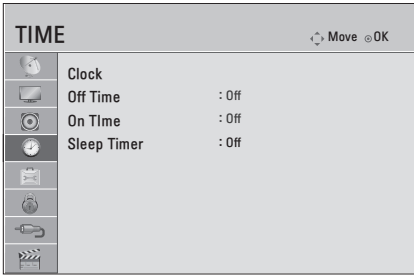 TIME
Move OK
Clock
Off Time : Off
On TIme : Off
Sleep Timer : Off